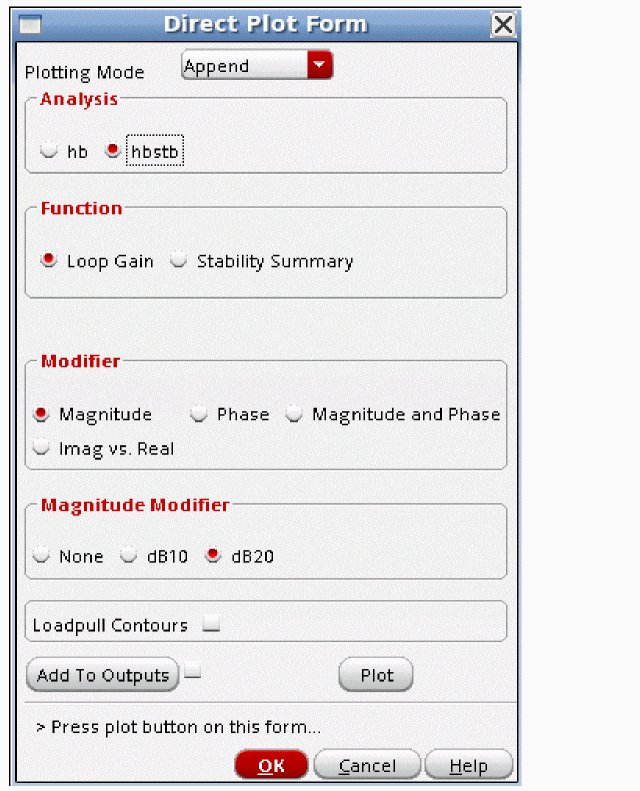 Direct Plot Form
Plotting Mode Append
Analysis
hb hbstb
Function
Loop Gain Stability Summary
Modifier
Magnitude Phase Magnitude and Phase
Imag vs. Real
Magnitude Modifier
None dB10 dB20
Loadpull Contours
Add To Outputs Plot
> Press plot button on this form...
OK Cancel Help